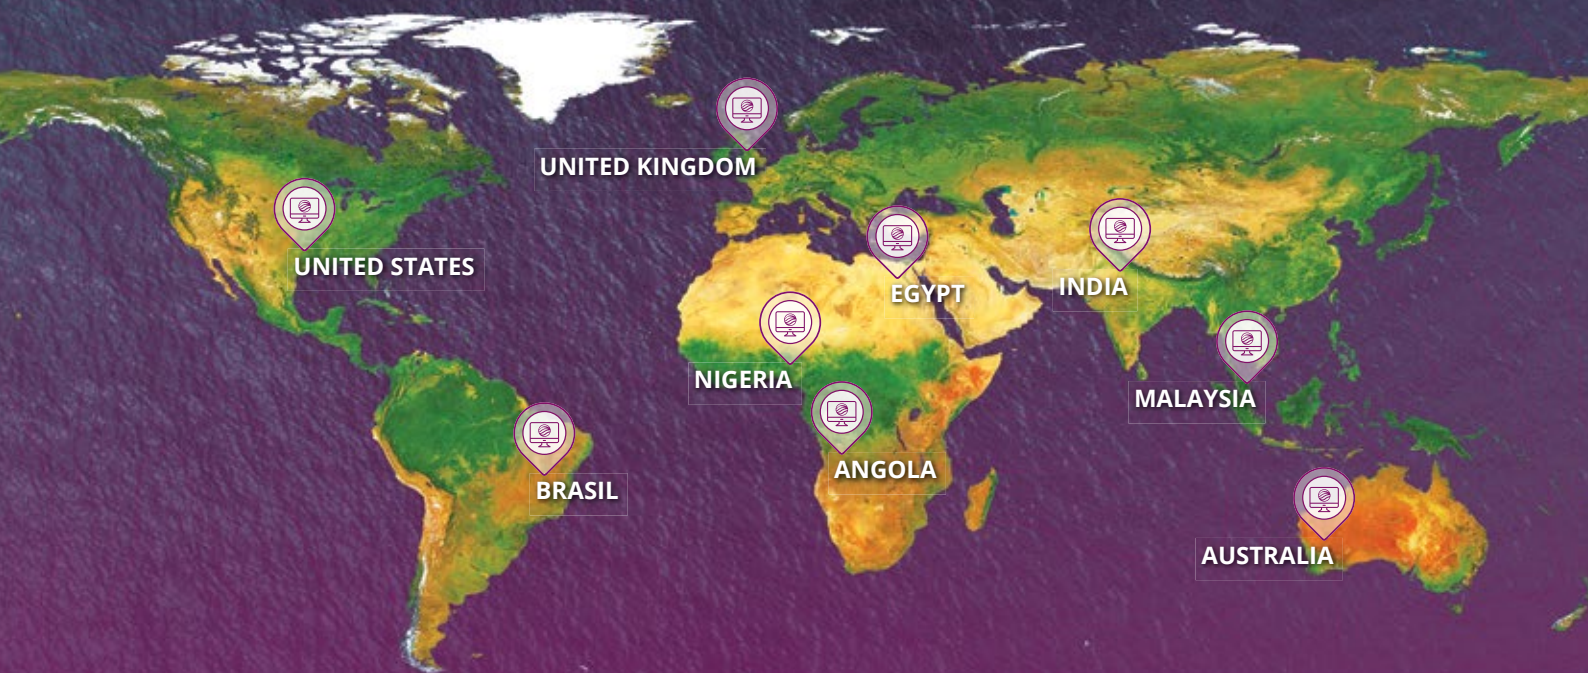 UNITED KINGDOM
UNITED STATES
EGYPT
INDIA
NIGERIA
MALAYSIA
ANGOLA
BRASIL
AUSTRALIA